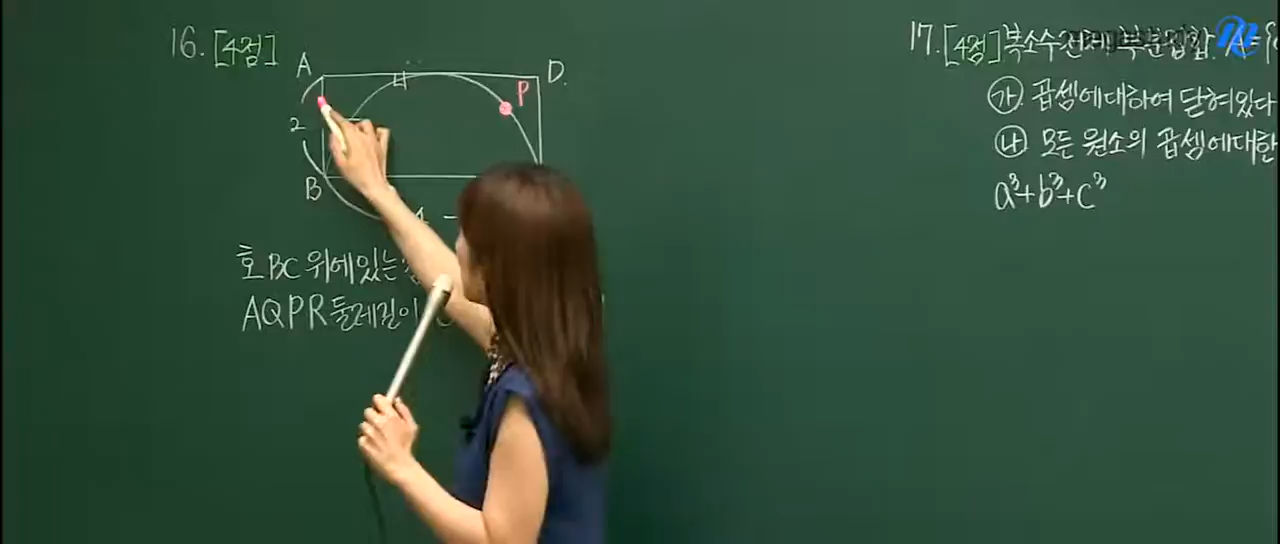 16. [4점]
A
D
P
2
B
4
호 BC 위에 있는
AQPR 둘레길이
17. [4점] 복소수 전체 부분집합 A={
㉮ 곱셈에 대하여 닫혀있다
㉯ 모든 원소의 곱셈에 대한
a³+b³+c³